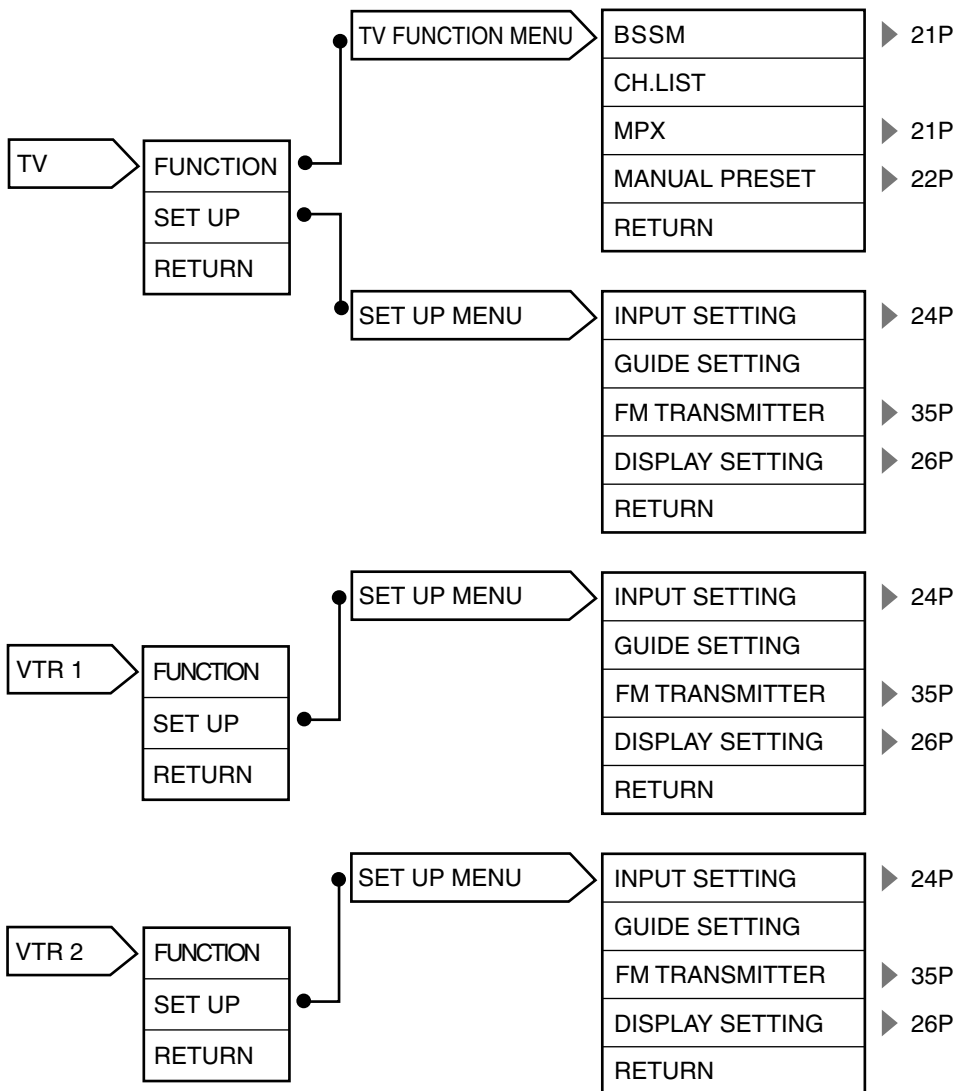 TV FUNCTION MENU
BSSM
21P
CH.LIST
MPX
21P
MANUAL PRESET
22P
RETURN
TV
FUNCTION
SET UP
RETURN
SET UP MENU
INPUT SETTING
24P
GUIDE SETTING
FM TRANSMITTER
35P
DISPLAY SETTING
26P
RETURN
VTR 1
FUNCTION
SET UP
RETURN
SET UP MENU
INPUT SETTING
24P
GUIDE SETTING
FM TRANSMITTER
35P
DISPLAY SETTING
26P
RETURN
VTR 2
FUNCTION
SET UP
RETURN
SET UP MENU
INPUT SETTING
24P
GUIDE SETTING
FM TRANSMITTER
35P
DISPLAY SETTING
26P
RETURN